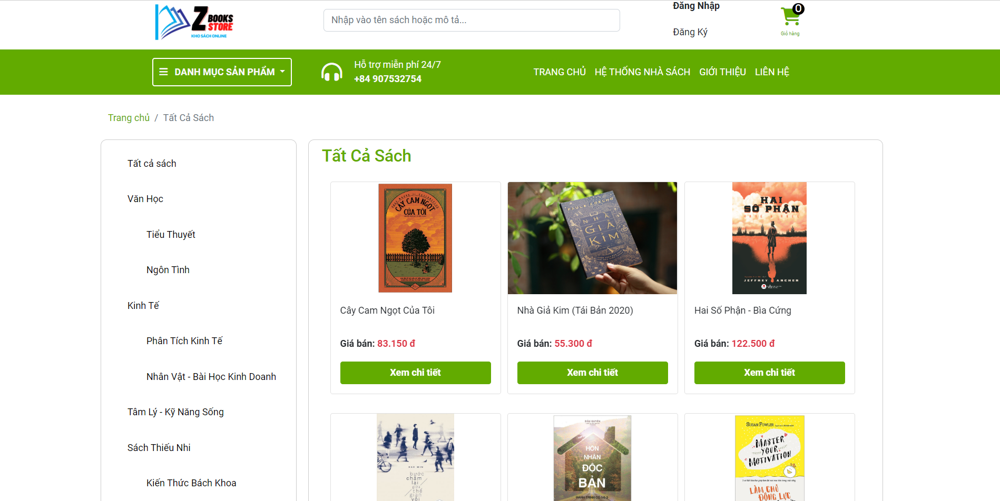 Z BOOKS
STORE
KHO SÁCH ONLINE
Nhập vào tên sách hoặc mô tả...
Đăng Nhập
Đăng Ký
0
Giỏ hàng
DANH MỤC SẢN PHẨM
Hỗ trợ miễn phí 24/7
+84 907532754
TRANG CHỦ
HỆ THỐNG NHÀ SÁCH
GIỚI THIỆU
LIÊN HỆ
Trang chủ / Tất Cả Sách
Tất cả sách
Văn Học
Tiểu Thuyết
Ngôn Tình
Kinh Tế
Phân Tích Kinh Tế
Nhân Vật - Bài Học Kinh Doanh
Tâm Lý - Kỹ Năng Sống
Sách Thiếu Nhi
Kiến Thức Bách Khoa
Tất Cả Sách
CÂY CAM NGỌT
CỦA TÔI
Cây Cam Ngọt Của Tôi
Giá bán: 83.150 đ
Xem chi tiết
PAULO COELHO
NHÀ
GIẢ
KIM
Nhà Giả Kim (Tái Bản 2020)
Giá bán: 55.300 đ
Xem chi tiết
HAI
SỐ PHẬN
JEFFREY ARCHER
Hai Số Phận - Bìa Cứng
Giá bán: 122.500 đ
Xem chi tiết
HAE MIN
bước
chậm
lại
giữa
thế
gian
vội
HÔN
NHÂN
ĐỘC
BẢN
SUSAN FOWLER
MASTER
YOUR
MOTIVATION
LÀM CHỦ
ĐỘNG LỰC